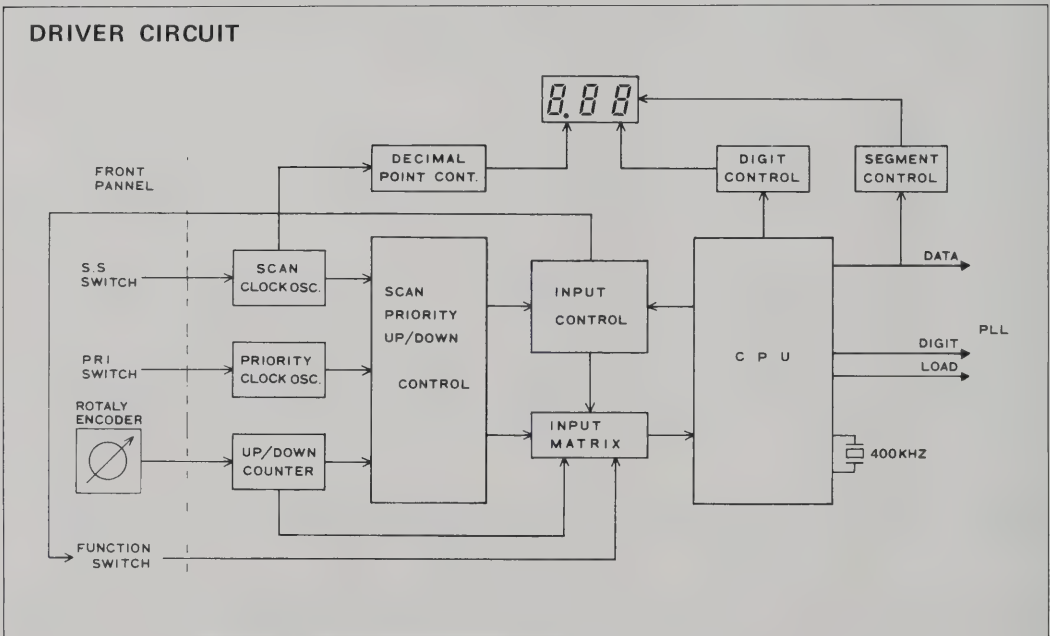 DRIVER CIRCUIT
8.88
FRONT
PANNEL
DECIMAL
POINT CONT.
DIGIT
CONTROL
SEGMENT
CONTROL
S.S
SWITCH
SCAN
CLOCK OSC.
SCAN
PRIORITY
UP/DOWN
CONTROL
INPUT
CONTROL
CPU
DATA
PLL
DIGIT
LOAD
PRI
SWITCH
PRIORITY
CLOCK OSC.
ROTALY
ENCODER
UP/DOWN
COUNTER
INPUT
MATRIX
400KHZ
FUNCTION
SWITCH